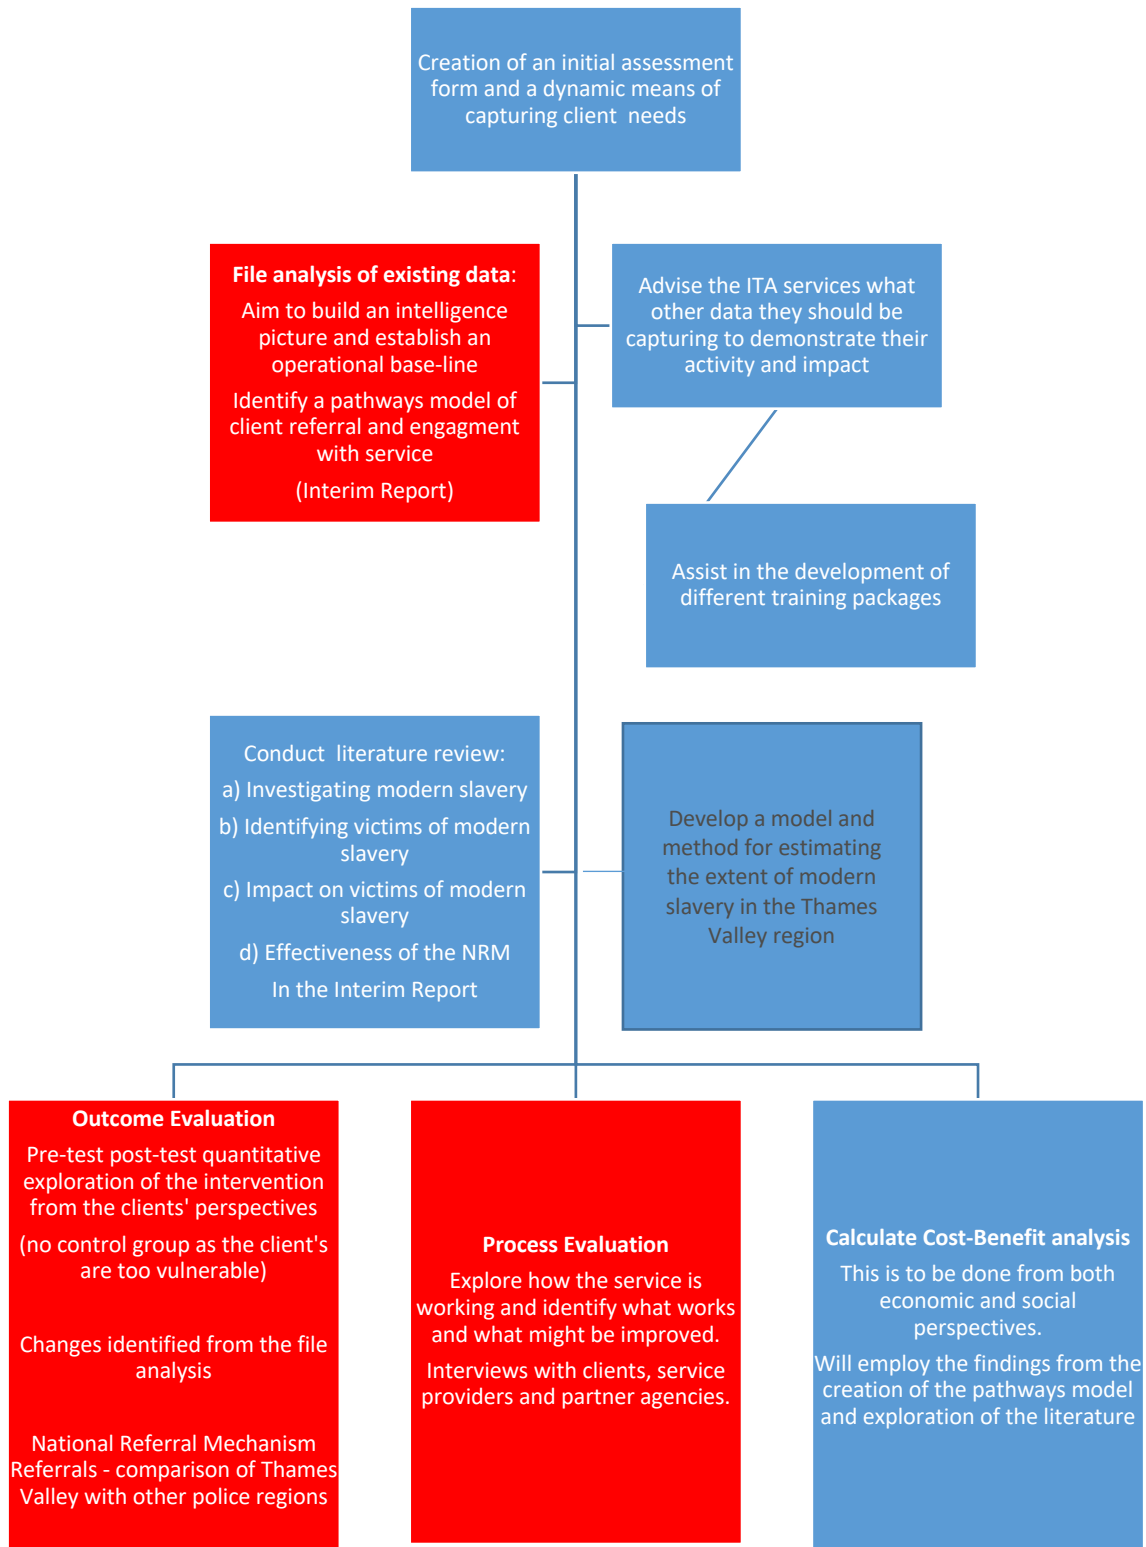 Creation of an initial assessment
form and a dynamic means of
capturing client needs
File analysis of existing data:
Aim to build an intelligence
picture and establish an
operational base-line
Identify a pathways model of
client referral and engagment
with service
(Interim Report)
Advise the ITA services what
other data they should be
capturing to demonstrate their
activity and impact
Assist in the development of
different training packages
Conduct literature review:
a) Investigating modern slavery
b) Identifying victims of modern
slavery
c) Impact on victims of modern
slavery
d) Effectiveness of the NRM
In the Interim Report
Develop a model and
method for estimating
the extent of modern
slavery in the Thames
Valley region
Outcome Evaluation
Pre-test post-test quantitative
exploration of the intervention
from the clients' perspectives
(no control group as the client's
are too vulnerable)
Changes identified from the file
analysis
National Referral Mechanism
Referrals - comparison of Thames
Valley with other police regions
Process Evaluation
Explore how the service is
working and identify what works
and what might be improved.
Interviews with clients, service
providers and partner agencies.
Calculate Cost-Benefit analysis
This is to be done from both
economic and social
perspectives.
Will employ the findings from the
creation of the pathways model
and exploration of the literature